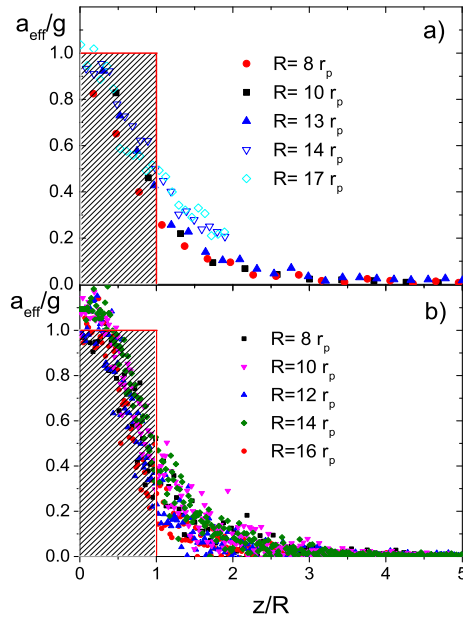 a_eff/g
a)
1.0
0.8
0.6
0.4
0.2
0.0
R= 8 r_p
R= 10 r_p
R= 13 r_p
R= 14 r_p
R= 17 r_p
a_eff/g
b)
1.0
0.8
0.6
0.4
0.2
0.0
R= 8 r_p
R=10 r_p
R=12 r_p
R=14 r_p
R=16 r_p
0 1 2 3 4 5
z/R